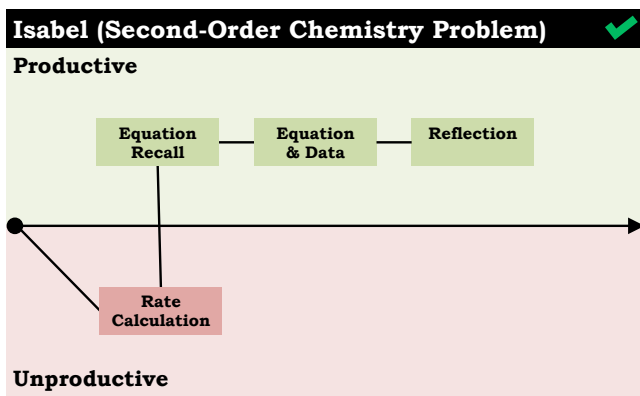 Isabel (Second-Order Chemistry Problem)
Productive
Equation
Recall
Equation
& Data
Reflection
Rate
Calculation
Unproductive